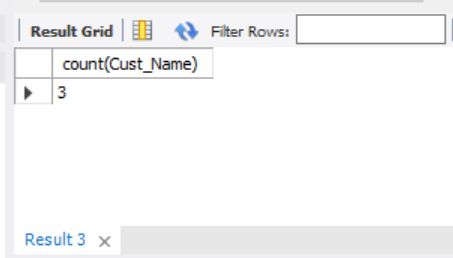 Result Grid Filter Rows:
count(Cust_Name)
3
Result 3